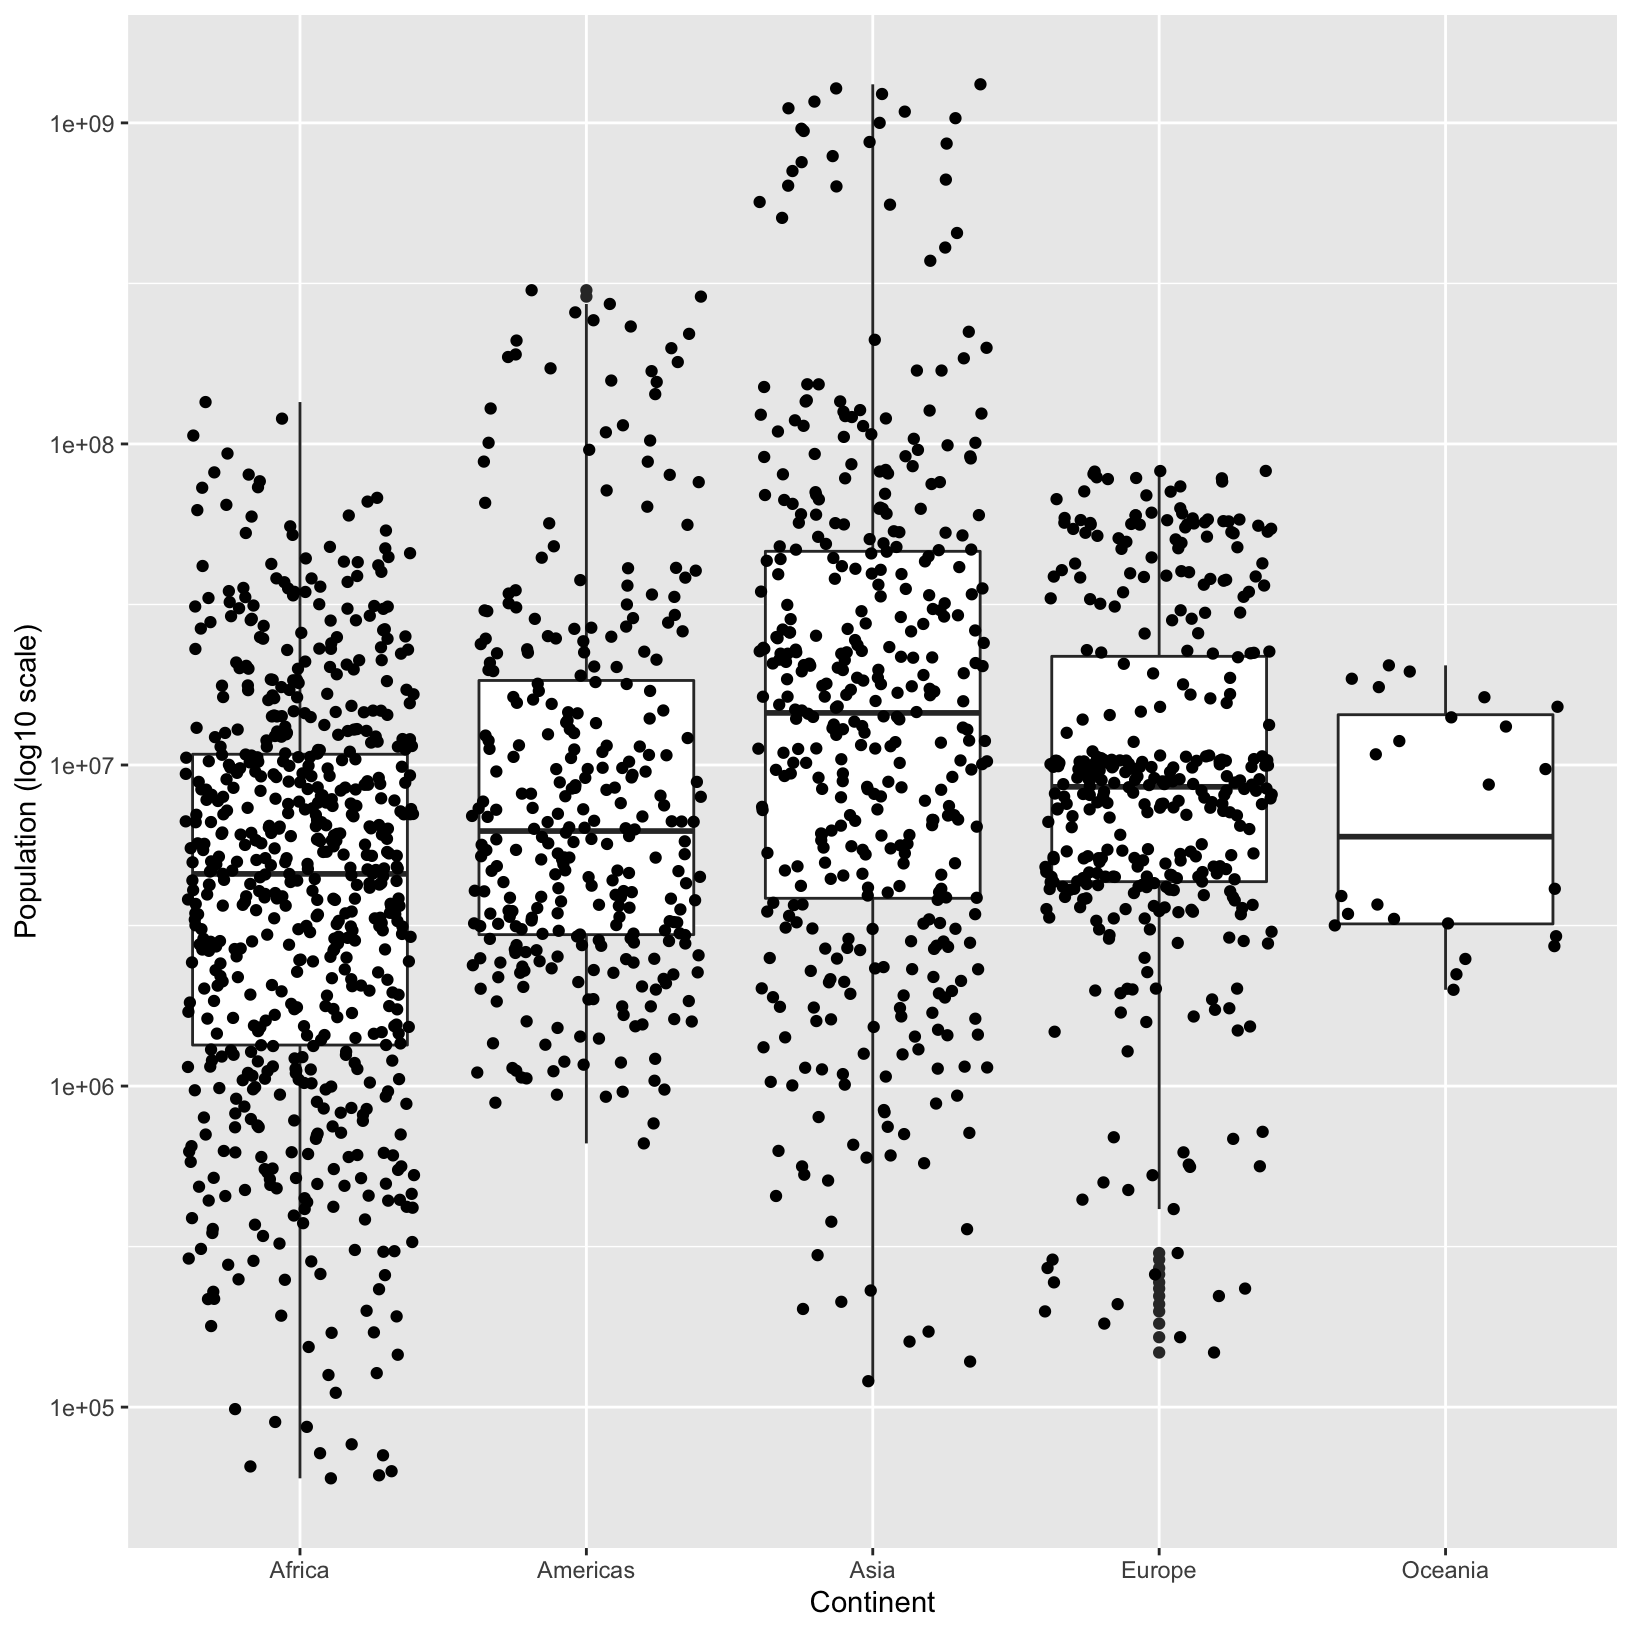 Population (log10 scale)
1e+09
1e+08
1e+07
1e+06
1e+05
Africa Americas Asia Europe Oceania
Continent